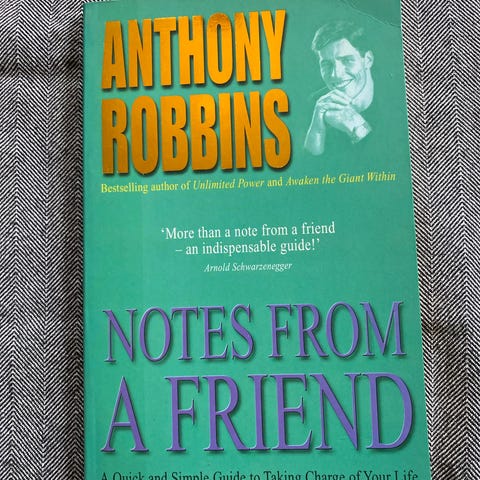 ANTHONY
ROBBINS
Bestselling author of Unlimited Power and Awaken the Giant Within
‘More than a note from a friend
– an indispensable guide!’
Arnold Schwarzenegger
NOTES FROM
A FRIEND
A Quick and Simple Guide to Taking Charge of Your Life